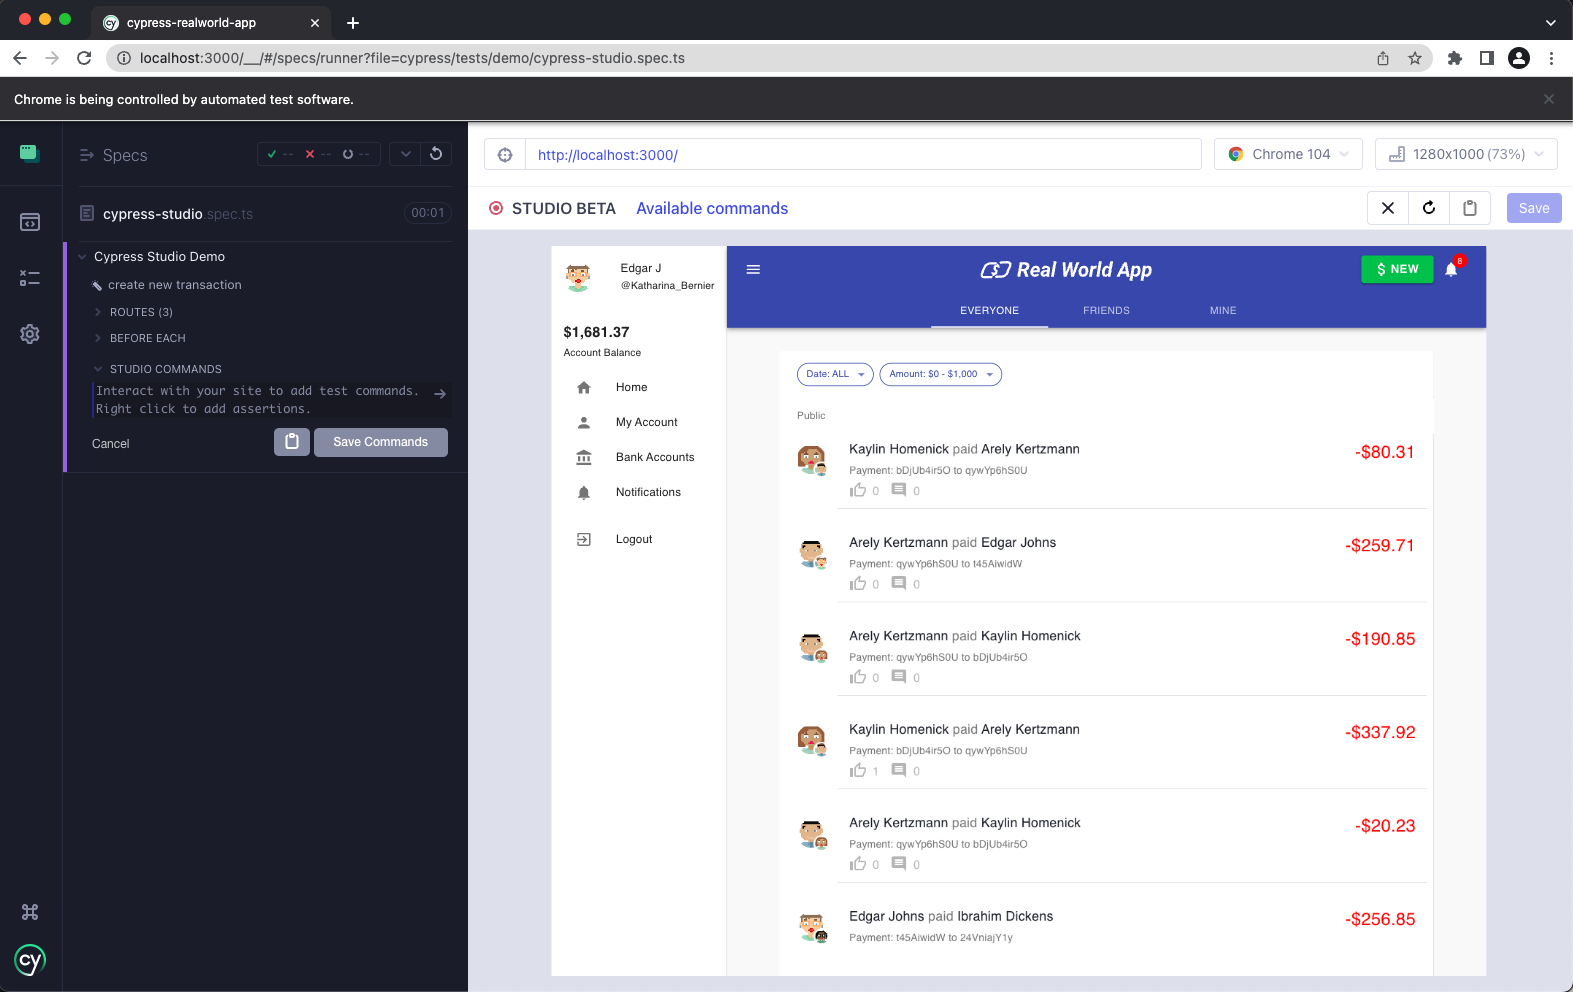 cypress-realworld-app
localhost:3000/__/#/specs/runner?file=cypress/tests/demo/cypress-studio.spec.ts
Chrome is being controlled by automated test software.
Specs
-- -- --
cypress-studio.spec.ts
00:01
Cypress Studio Demo
create new transaction
ROUTES (3)
BEFORE EACH
STUDIO COMMANDS
Interact with your site to add test commands.
Right click to add assertions.
Cancel
Save Commands
cy
http://localhost:3000/
Chrome 104
1280x1000 (73%)
STUDIO BETA
Available commands
Save
Edgar J
@Katharina_Bernier
$1,681.37
Account Balance
Home
My Account
Bank Accounts
Notifications
Logout
Real World App
$ NEW
8
EVERYONE
FRIENDS
MINE
Date: ALL
Amount: $0 - $1,000
Public
Kaylin Homenick paid Arely Kertzmann
-$80.31
Payment: bDjUb4ir5O to qywYp6hS0U
0 0
Arely Kertzmann paid Edgar Johns
-$259.71
Payment: qywYp6hS0U to t45AiwidW
0 0
Arely Kertzmann paid Kaylin Homenick
-$190.85
Payment: qywYp6hS0U to bDjUb4ir5O
0 0
Kaylin Homenick paid Arely Kertzmann
-$337.92
Payment: bDjUb4ir5O to qywYp6hS0U
1 0
Arely Kertzmann paid Kaylin Homenick
-$20.23
Payment: qywYp6hS0U to bDjUb4ir5O
0 0
Edgar Johns paid Ibrahim Dickens
-$256.85
Payment: t45AiwidW to 24VniajY1y